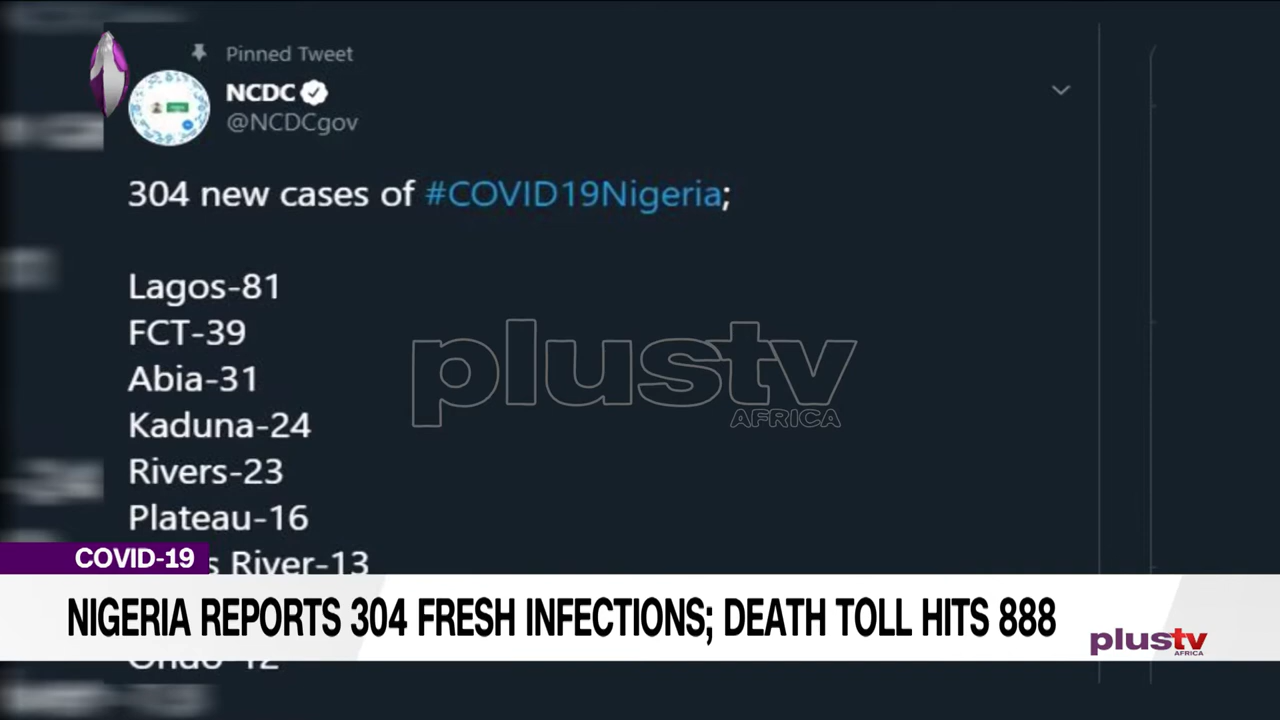 Pinned Tweet
NCDC
@NCDCgov
304 new cases of #COVID19Nigeria;
Lagos-81
FCT-39
Abia-31
Kaduna-24
Rivers-23
Plateau-16
s River-13
Ondo-12
plustv
AFRICA
COVID-19
NIGERIA REPORTS 304 FRESH INFECTIONS; DEATH TOLL HITS 888
plustv
AFRICA